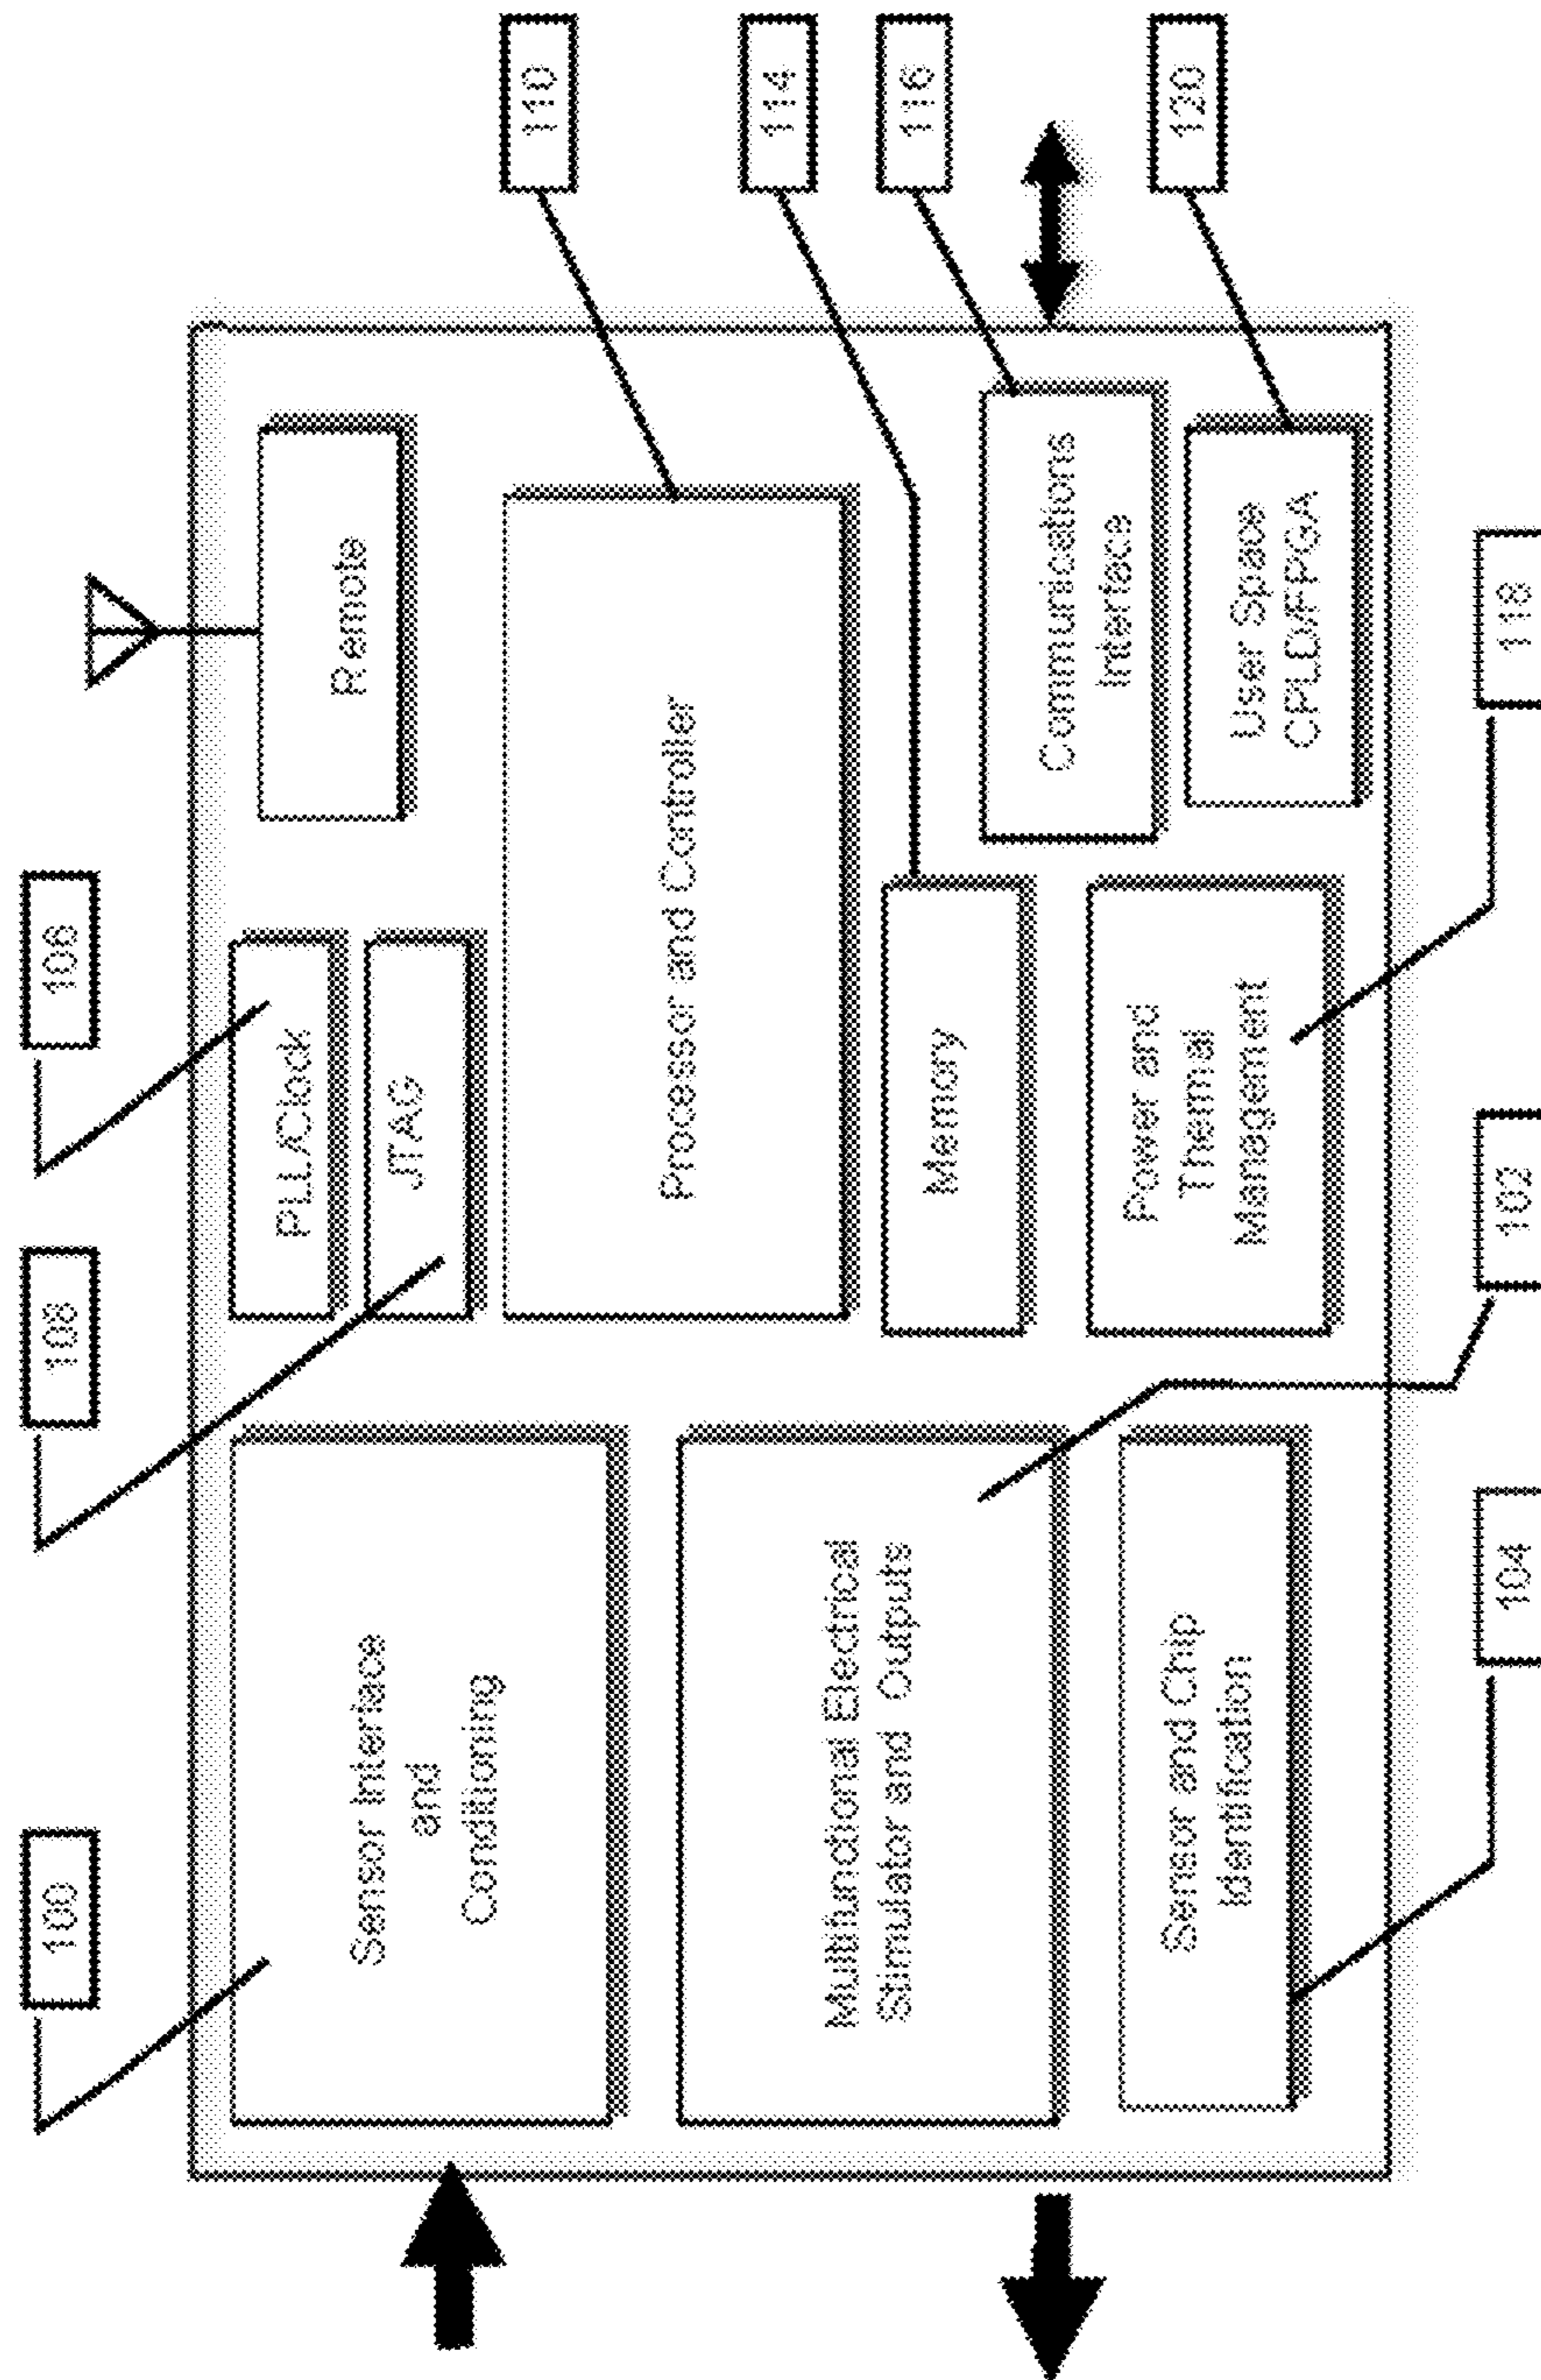 100
108
106
Sensor Interface
and
Conditioning
PLL/Clock
JTAG
Remote
110
Processor and Controller
Multifunctional Electrical
Stimulator and Outputs
Memory
114
Communications
Interface
116
Sensor and Chip
Identification
Power and
Thermal
Management
User Space
CPLD/FPGA
120
104
102
118